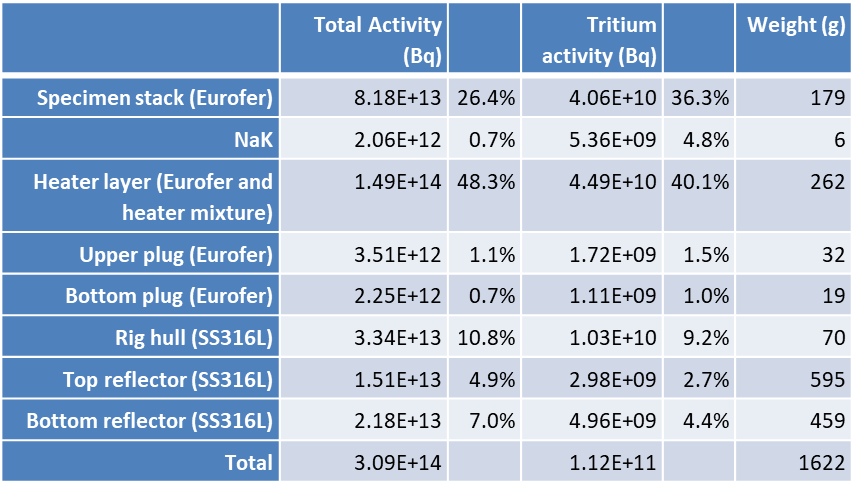 Total Activity (Bq) Tritium activity (Bq) Weight (g)
Specimen stack (Eurofer) 8.18E+13 26.4% 4.06E+10 36.3% 179
NaK 2.06E+12 0.7% 5.36E+09 4.8% 6
Heater layer (Eurofer and heater mixture) 1.49E+14 48.3% 4.49E+10 40.1% 262
Upper plug (Eurofer) 3.51E+12 1.1% 1.72E+09 1.5% 32
Bottom plug (Eurofer) 2.25E+12 0.7% 1.11E+09 1.0% 19
Rig hull (SS316L) 3.34E+13 10.8% 1.03E+10 9.2% 70
Top reflector (SS316L) 1.51E+13 4.9% 2.98E+09 2.7% 595
Bottom reflector (SS316L) 2.18E+13 7.0% 4.96E+09 4.4% 459
Total 3.09E+14 1.12E+11 1622